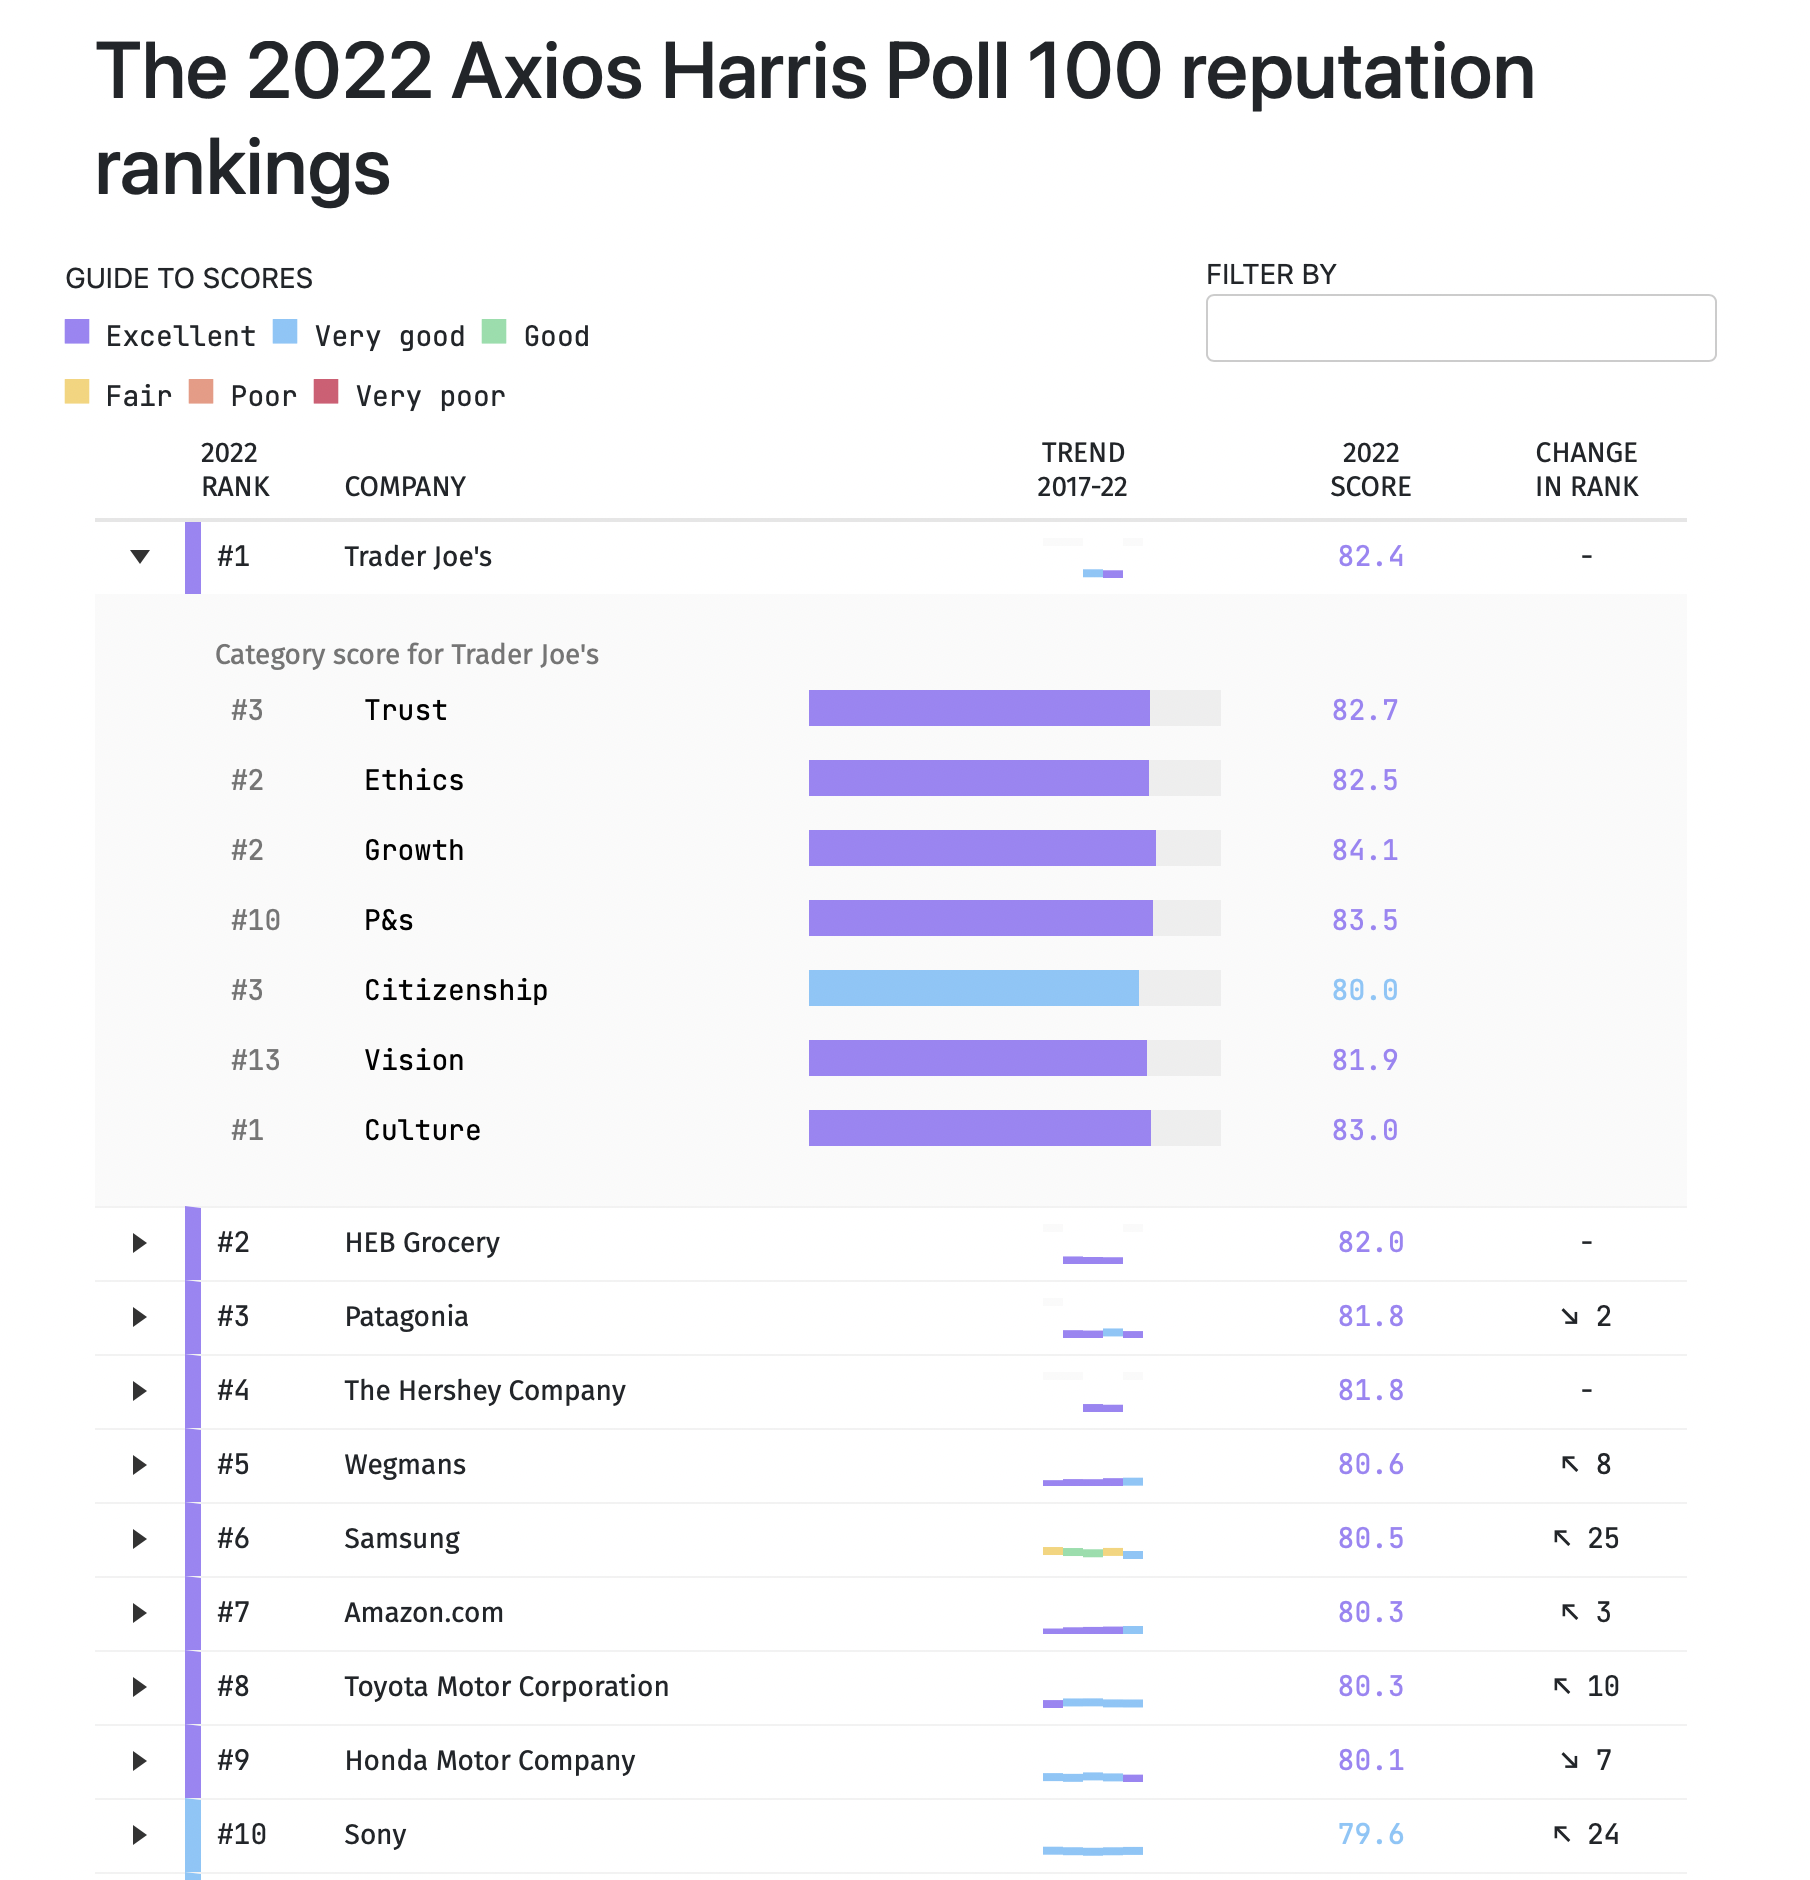 The 2022 Axios Harris Poll 100 reputation
rankings
GUIDE TO SCORES
Excellent Very good Good
Fair Poor Very poor
FILTER BY
2022 RANK COMPANY TREND 2017-22 2022 SCORE CHANGE IN RANK
#1 Trader Joe's 82.4 -
Category score for Trader Joe's
#3 Trust 82.7
#2 Ethics 82.5
#2 Growth 84.1
#10 P&s 83.5
#3 Citizenship 80.0
#13 Vision 81.9
#1 Culture 83.0
#2 HEB Grocery 82.0 -
#3 Patagonia 81.8 ↘ 2
#4 The Hershey Company 81.8 -
#5 Wegmans 80.6 ↖ 8
#6 Samsung 80.5 ↖ 25
#7 Amazon.com 80.3 ↖ 3
#8 Toyota Motor Corporation 80.3 ↖ 10
#9 Honda Motor Company 80.1 ↘ 7
#10 Sony 79.6 ↖ 24